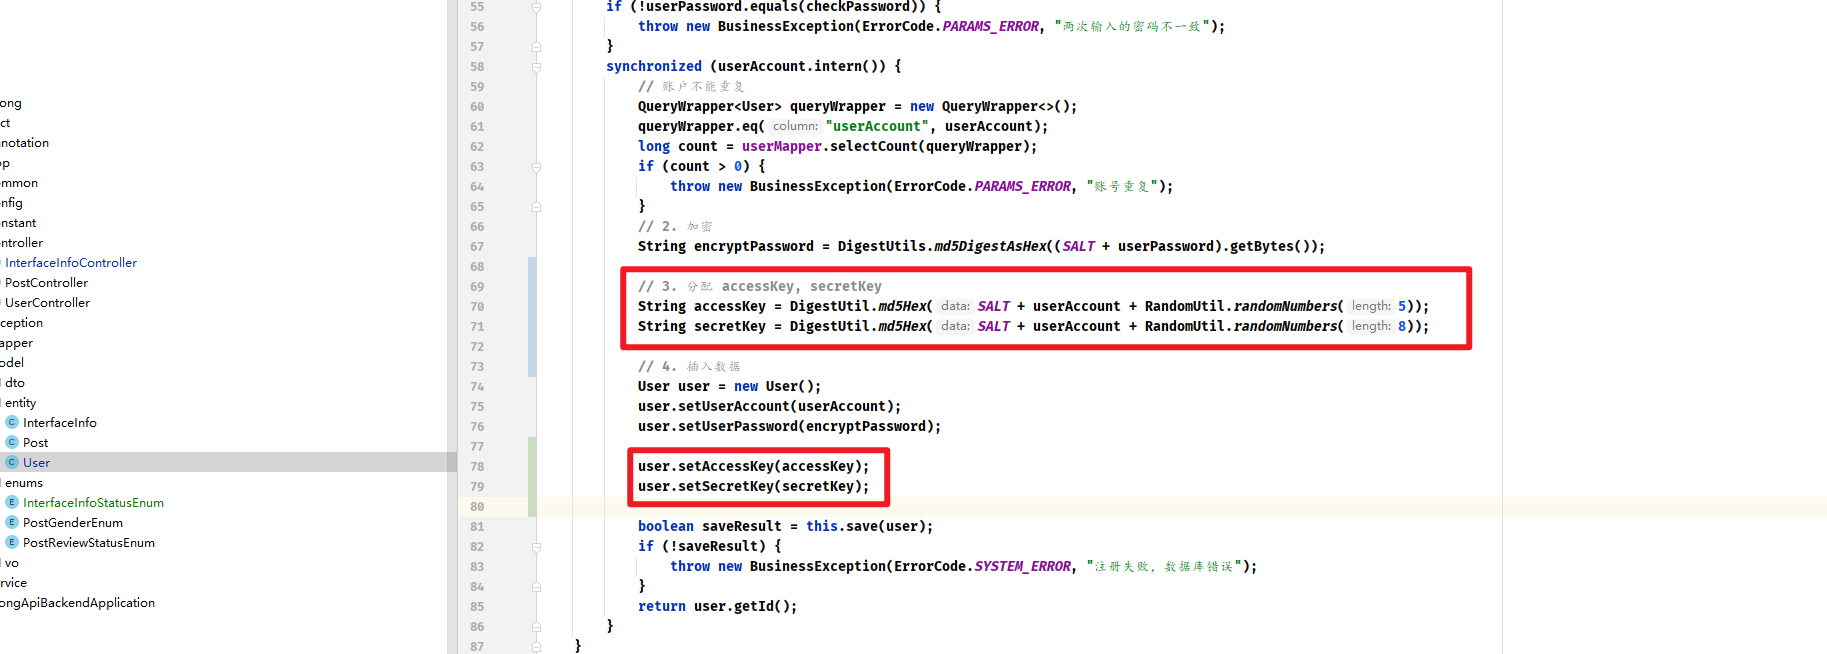 ong
ct
notation
op
ommon
onfig
onstant
ontroller
InterfaceInfoController
PostController
UserController
ception
apper
odel
dto
entity
InterfaceInfo
Post
User
enums
InterfaceInfoStatusEnum
PostGenderEnum
PostReviewStatusEnum
vo
rvice
ongApiBackendApplication
55 if (!userPassword.equals(checkPassword)) {
56 throw new BusinessException(ErrorCode.PARAMS_ERROR, "两次输入的密码不一致");
57 }
58 synchronized (userAccount.intern()) {
59 // 账户不能重复
60 QueryWrapper<User> queryWrapper = new QueryWrapper<>();
61 queryWrapper.eq( column: "userAccount", userAccount);
62 long count = userMapper.selectCount(queryWrapper);
63 if (count > 0) {
64 throw new BusinessException(ErrorCode.PARAMS_ERROR, "账号重复");
65 }
66 // 2. 加密
67 String encryptPassword = DigestUtils.md5DigestAsHex((SALT + userPassword).getBytes());
68
69 // 3. 分配 accessKey, secretKey
70 String accessKey = DigestUtil.md5Hex( data: SALT + userAccount + RandomUtil.randomNumbers( length: 5));
71 String secretKey = DigestUtil.md5Hex( data: SALT + userAccount + RandomUtil.randomNumbers( length: 8));
72
73 // 4. 插入数据
74 User user = new User();
75 user.setUserAccount(userAccount);
76 user.setUserPassword(encryptPassword);
77
78 user.setAccessKey(accessKey);
79 user.setSecretKey(secretKey);
80
81 boolean saveResult = this.save(user);
82 if (!saveResult) {
83 throw new BusinessException(ErrorCode.SYSTEM_ERROR, "注册失败，数据库错误");
84 }
85 return user.getId();
86 }
87 }